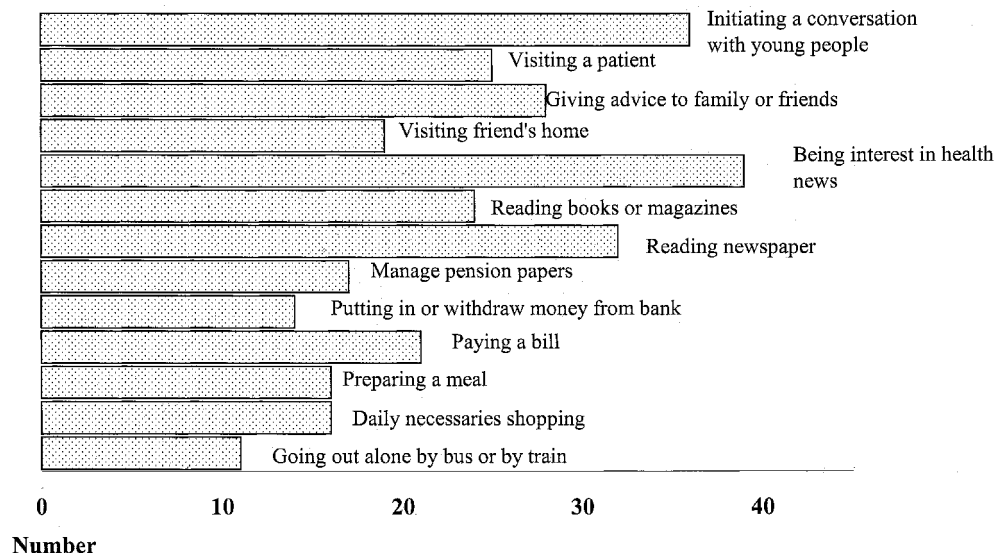 Initiating a conversation
with young people
Visiting a patient
Giving advice to family or friends
Visiting friend's home
Being interest in health
news
Reading books or magazines
Reading newspaper
Manage pension papers
Putting in or withdraw money from bank
Paying a bill
Preparing a meal
Daily necessaries shopping
Going out alone by bus or by train
0 10 20 30 40
Number